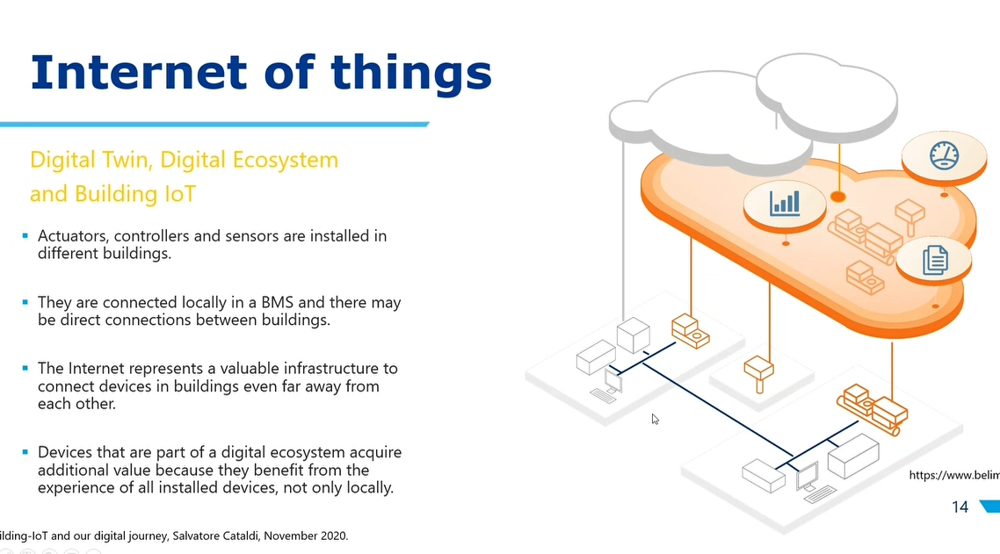 Internet of things
Digital Twin, Digital Ecosystem
and Building IoT
Actuators, controllers and sensors are installed in
different buildings.
They are connected locally in a BMS and there may
be direct connections between buildings.
The Internet represents a valuable infrastructure to
connect devices in buildings even far away from
each other.
Devices that are part of a digital ecosystem acquire
additional value because they benefit from the
experience of all installed devices, not only locally.
https://www.belim
14
ilding-IoT and our digital journey, Salvatore Cataldi, November 2020.